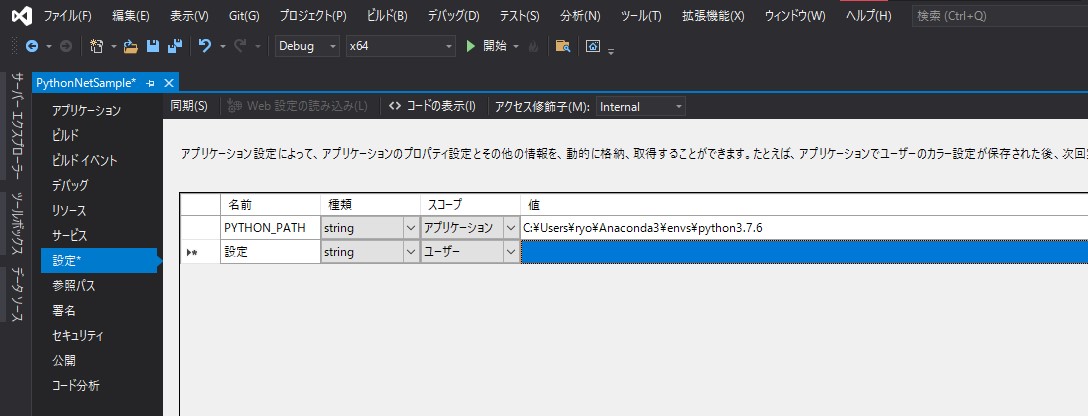 ファイル(F) 編集(E) 表示(V) Git(G) プロジェクト(P) ビルド(B) デバッグ(D) テスト(S) 分析(N) ツール(T) 拡張機能(X) ウィンドウ(W) ヘルプ(H) 検索 (Ctrl+Q)
Debug x64 開始
サーバー エクスプローラー
ツールボックス
データ ソース
PythonNetSample*
アプリケーション
ビルド
ビルド イベント
デバッグ
リソース
サービス
設定*
参照パス
署名
セキュリティ
公開
コード分析
同期(S) Web 設定の読み込み(L) <> コードの表示(I) アクセス修飾子(M): Internal
アプリケーション設定によって、アプリケーションのプロパティ設定とその他の情報を、動的に格納、取得することができます。たとえば、アプリケーションでユーザーのカラー設定が保存された後、次回
名前 種類 スコープ 値
PYTHON_PATH string アプリケーション C:¥Users¥ryo¥Anaconda3¥envs¥python3.7.6
設定 string ユーザー